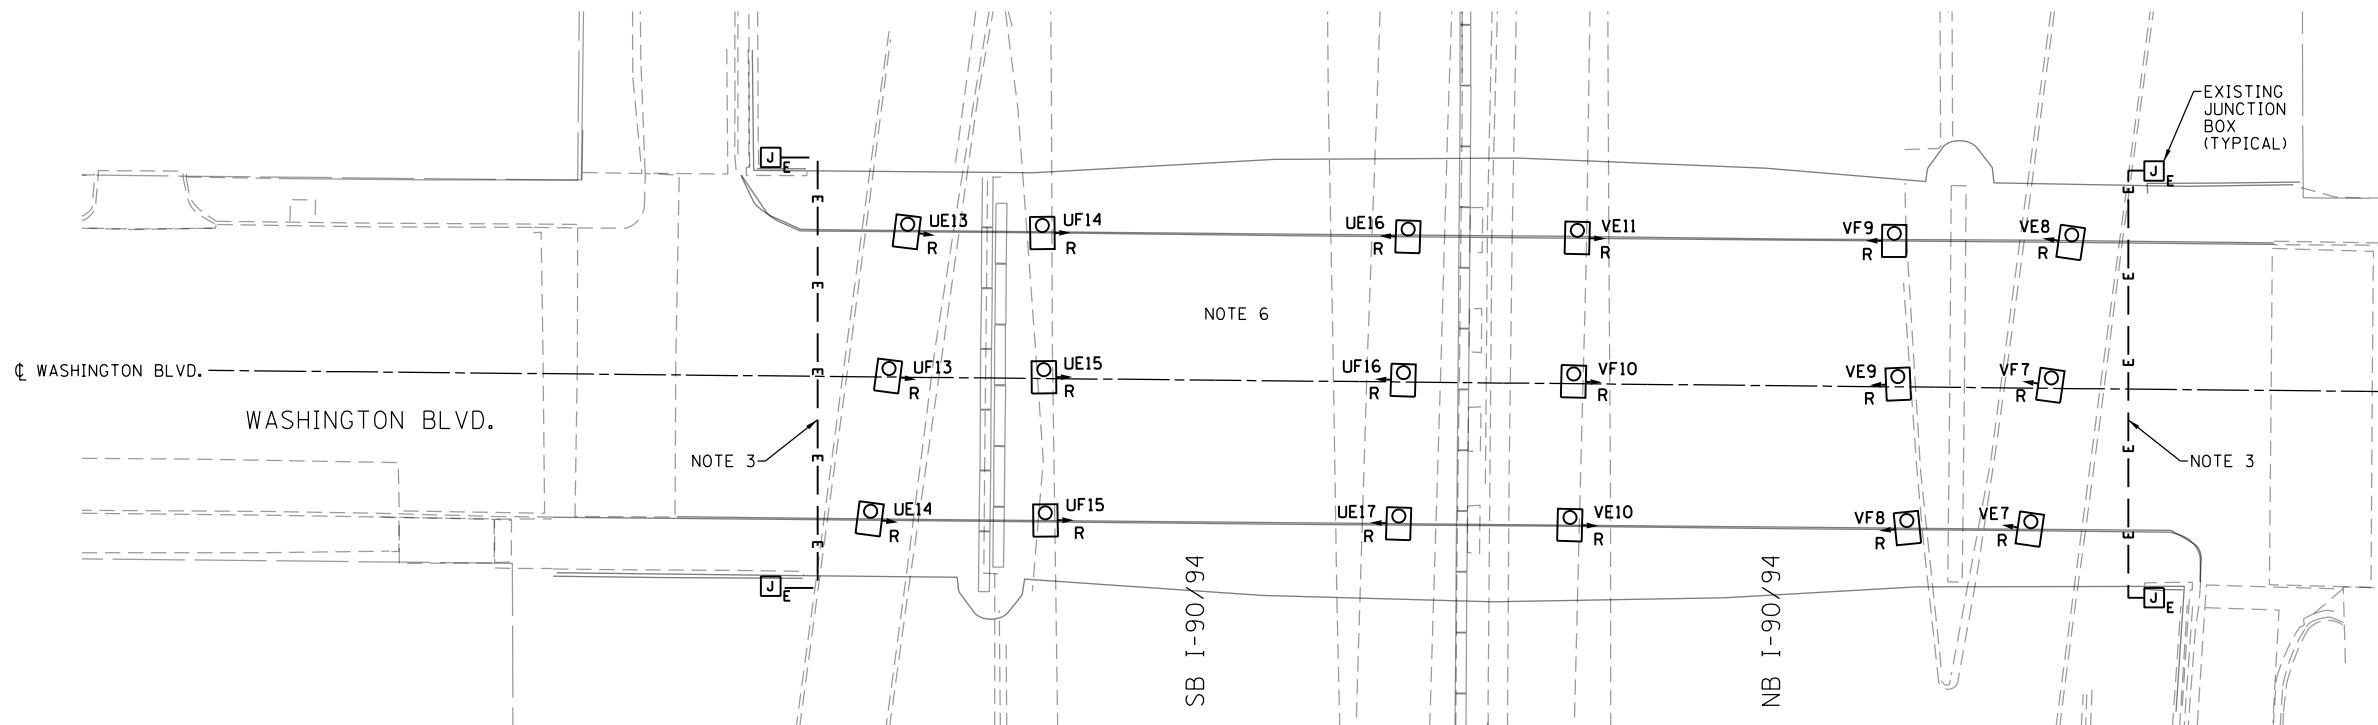 EXISTING
JUNCTION
BOX
(TYPICAL)
J
E
J
E
E
E
UE13
R
UF14
R
UE16
R
VE11
R
VF9
R
VE8
R
E
E
NOTE 6
℄ WASHINGTON BLVD.
E
UF13
R
UE15
R
UF16
R
VF10
R
VE9
R
VF7
R
E
WASHINGTON BLVD.
NOTE 3
E
E
NOTE 3
UE14
R
UF15
R
UE17
R
VE10
R
VF8
R
VE7
R
E
E
J
E
J
E
SB I-90/94
NB I-90/94